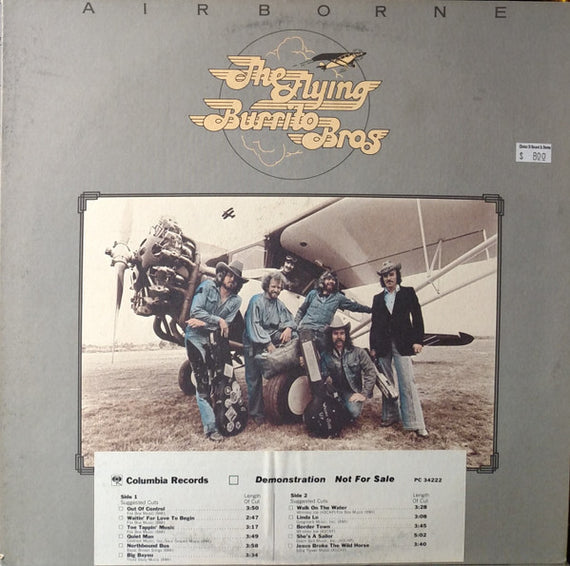 AIRBORNE
The Flying
Burrito Bros
$ 8.00
Columbia Records Demonstration Not For Sale PC 34222
Side 1
Suggested Cuts Length Of Cut
Out Of Control 3:50
Waitin' For Love To Begin 2:47
Toe Tappin' Music 3:17
Quiet Man 3:49
Northbound Bus 3:58
Big Bayou 3:34
Side 2
Suggested Cuts Length Of Cut
Walk On The Water 3:28
Linda Lu 3:08
Border Town 3:45
She's A Sailor 5:02
Jesus Broke The Wild Horse 3:40